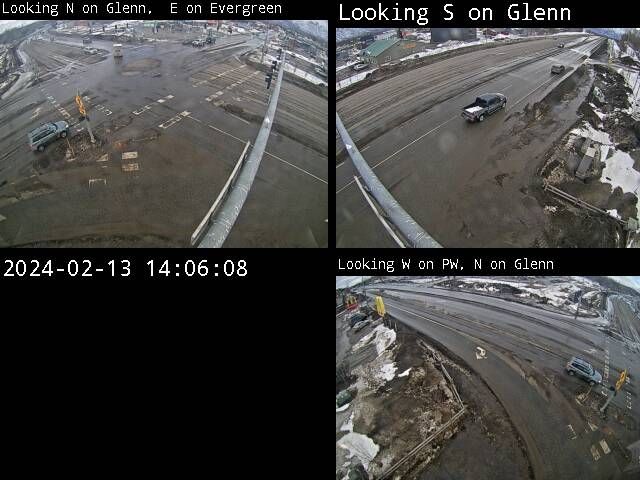 Looking N on Glenn,  E on Evergreen
Looking S on Glenn
2024-02-13 14:06:08
Looking W on PW, N on Glenn